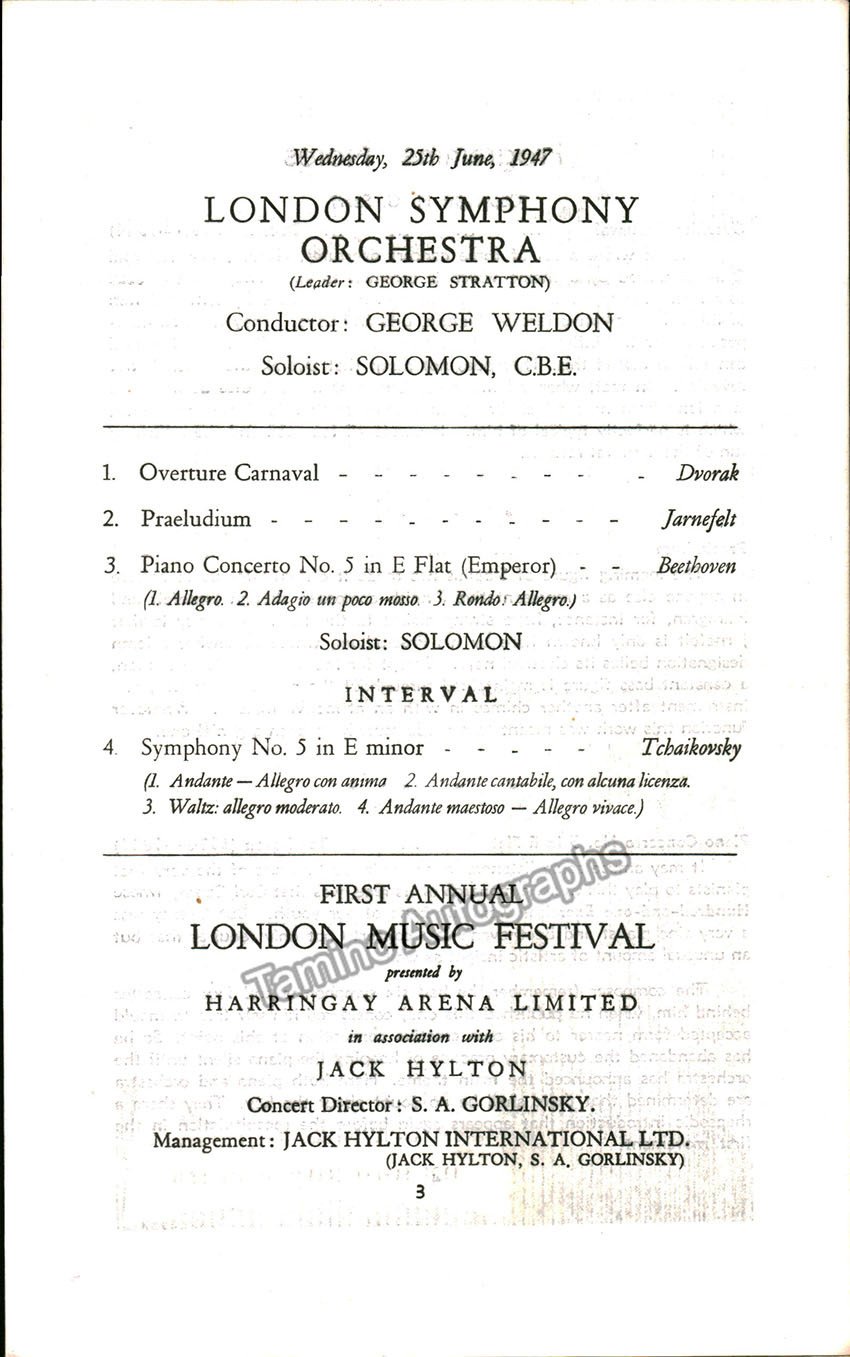 Wednesday, 25th June, 1947
LONDON SYMPHONY
ORCHESTRA
(Leader: GEORGE STRATTON)
Conductor: GEORGE WELDON
Soloist: SOLOMON, C.B.E.
1. Overture Carnaval - - - - - - - - - Dvorak
2. Praeludium - - - - - - - - - - - Jarnefelt
3. Piano Concerto No. 5 in E Flat (Emperor) - - Beethoven
(1. Allegro. 2. Adagio un poco mosso. 3. Rondo: Allegro.)
Soloist: SOLOMON
INTERVAL
4. Symphony No. 5 in E minor - - - - - Tchaikovsky
(1. Andante — Allegro con anima 2. Andante cantabile, con alcuna licenza.
3. Waltz: allegro moderato. 4. Andante maestoso — Allegro vivace.)
FIRST ANNUAL
LONDON MUSIC FESTIVAL
presented by
HARRINGAY ARENA LIMITED
in association with
JACK HYLTON
Concert Director: S. A. GORLINSKY.
Management: JACK HYLTON INTERNATIONAL LTD.
(JACK HYLTON, S. A. GORLINSKY)
3
Tamino Autographs